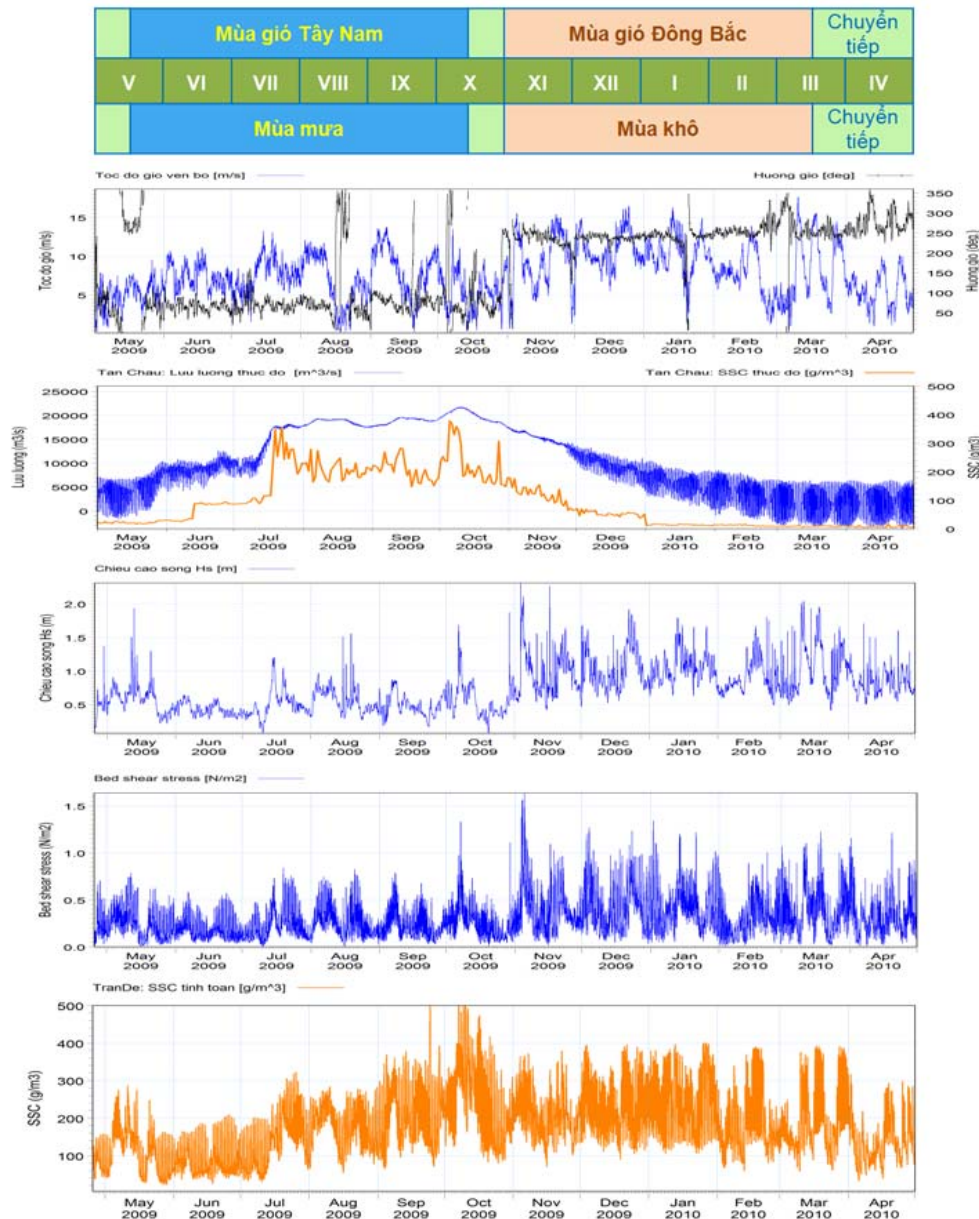 Mùa gió Tây Nam Mùa gió Đông Bắc Chuyển
tiếp
V VI VII VIII IX X XI XII I II III IV
Mùa mưa Mùa khô Chuyển
tiếp
Toc do gio ven bo [m/s] Huong gio [deg]
Toc do gio (m/s)
15
10
5
Huong gio (deg.)
350
300
250
200
150
100
50
May Jun Jul Aug Sep Oct Nov Dec Jan Feb Mar Apr
2009 2009 2009 2009 2009 2009 2009 2009 2010 2010 2010 2010
Tan Chau: Luu luong thuc do [m^3/s] Tan Chau: SSC thuc do [g/m^3]
Luu luong (m3/s)
25000
20000
15000
10000
5000
0
SSC (g/m3)
500
400
300
200
100
0
May Jun Jul Aug Sep Oct Nov Dec Jan Feb Mar Apr
2009 2009 2009 2009 2009 2009 2009 2009 2010 2010 2010 2010
Chieu cao song Hs [m]
Chieu cao song Hs (m)
2.0
1.5
1.0
0.5
May Jun Jul Aug Sep Oct Nov Dec Jan Feb Mar Apr
2009 2009 2009 2009 2009 2009 2009 2009 2010 2010 2010 2010
Bed shear stress [N/m2]
Bed shear stress (N/m2)
1.5
1.0
0.5
0.0
May Jun Jul Aug Sep Oct Nov Dec Jan Feb Mar Apr
2009 2009 2009 2009 2009 2009 2009 2009 2010 2010 2010 2010
TranDe: SSC tinh toan [g/m^3]
SSC (g/m3)
500
400
300
200
100
May Jun Jul Aug Sep Oct Nov Dec Jan Feb Mar Apr
2009 2009 2009 2009 2009 2009 2009 2009 2010 2010 2010 2010